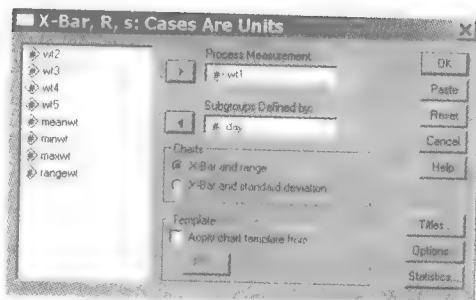 X-Bar, R, s: Cases Are Units
wt2
wt3
wt4
wt5
meanwt
minwt
maxwt
rangewt
Process Measurement:
wt1
Subgroups Defined by:
day
Charts
X-Bar and range
X-Bar and standard deviation
Template
Apply chart template from:
OK
Paste
Reset
Cancel
Help
Titles...
Options...
Statistics...